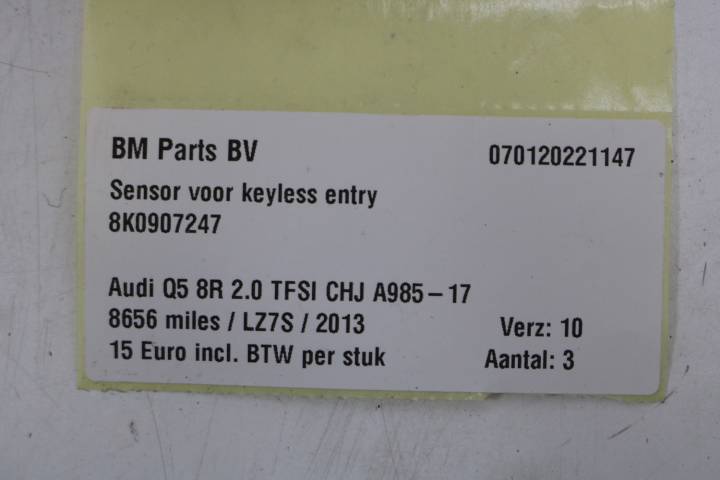 BM Parts BV 070120221147
Sensor voor keyless entry
8K0907247
Audi Q5 8R 2.0 TFSI CHJ A985-17
8656 miles / LZ7S / 2013 Verz: 10
15 Euro incl. BTW per stuk Aantal: 3